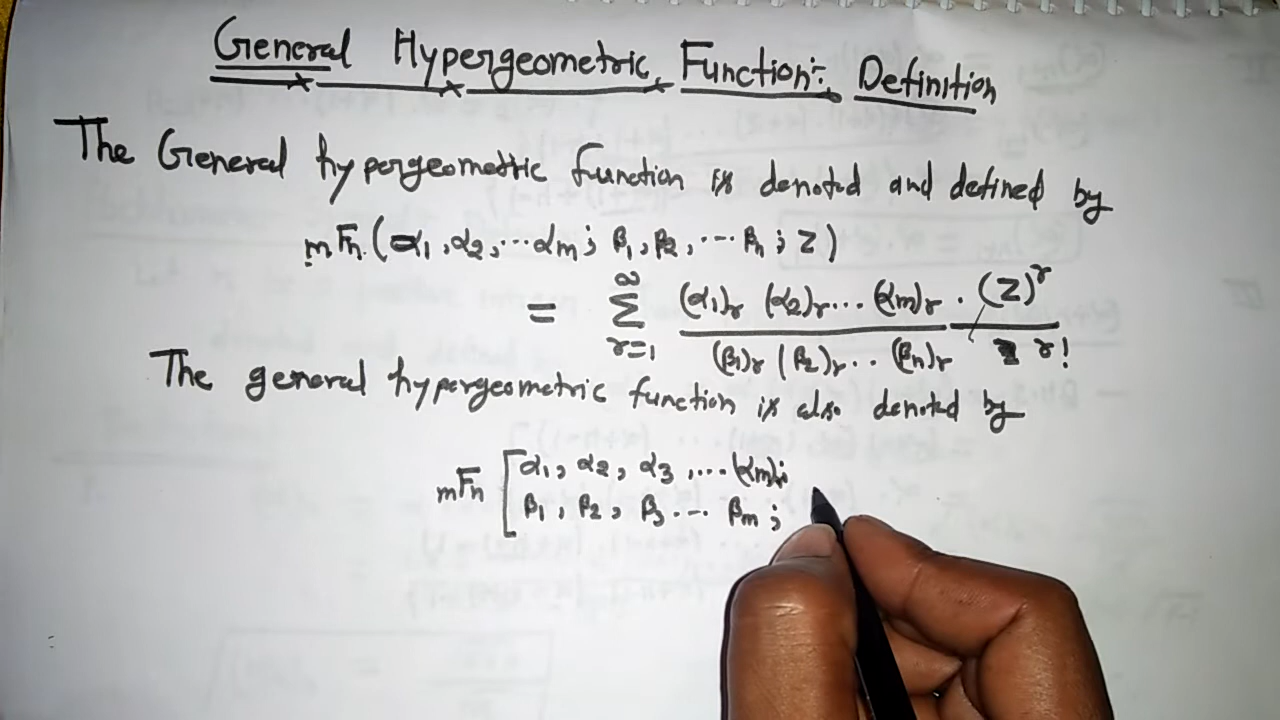 General Hypergeometric Function:- Definition
The General hypergeometric function is denoted and defined by
mFn (α1, α2, ... αm; β1, β2, ... βn; z)
= ∞ Σ r=1 (α1)r (α2)r ... (αm)r . (z)^r / (β1)r (β2)r .. (βn)r r!
The general hypergeometric function is also denoted by
mFn [ α1, α2, α3, .... (αm);
β1, β2, β3 ... βm ;